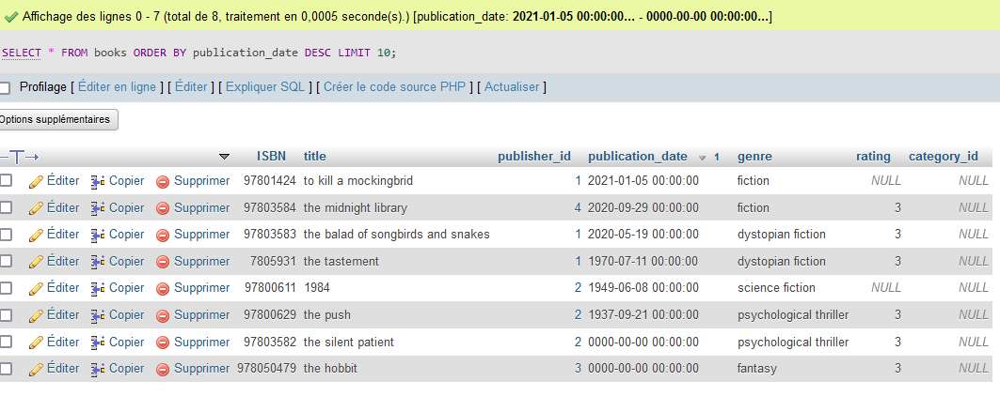 Affichage des lignes 0 - 7 (total de 8, traitement en 0,0005 seconde(s).) [publication_date: 2021-01-05 00:00:00... - 0000-00-00 00:00:00...]
SELECT * FROM books ORDER BY publication_date DESC LIMIT 10;
Profilage [ Éditer en ligne ] [ Éditer ] [ Expliquer SQL ] [ Créer le code source PHP ] [ Actualiser ]
Options supplémentaires
ISBN title publisher_id publication_date 1 genre rating category_id
Éditer Copier Supprimer 97801424 to kill a mockingbrid 1 2021-01-05 00:00:00 fiction NULL NULL
Éditer Copier Supprimer 97803584 the midnight library 4 2020-09-29 00:00:00 fiction 3 NULL
Éditer Copier Supprimer 97803583 the balad of songbirds and snakes 1 2020-05-19 00:00:00 dystopian fiction 3 NULL
Éditer Copier Supprimer 7805931 the tastement 1 1970-07-11 00:00:00 dystopian fiction 3 NULL
Éditer Copier Supprimer 97800611 1984 2 1949-06-08 00:00:00 science fiction NULL NULL
Éditer Copier Supprimer 97800629 the push 2 1937-09-21 00:00:00 psychological thriller 3 NULL
Éditer Copier Supprimer 97803582 the silent patient 2 0000-00-00 00:00:00 psychological thriller 3 NULL
Éditer Copier Supprimer 978050479 the hobbit 3 0000-00-00 00:00:00 fantasy 3 NULL